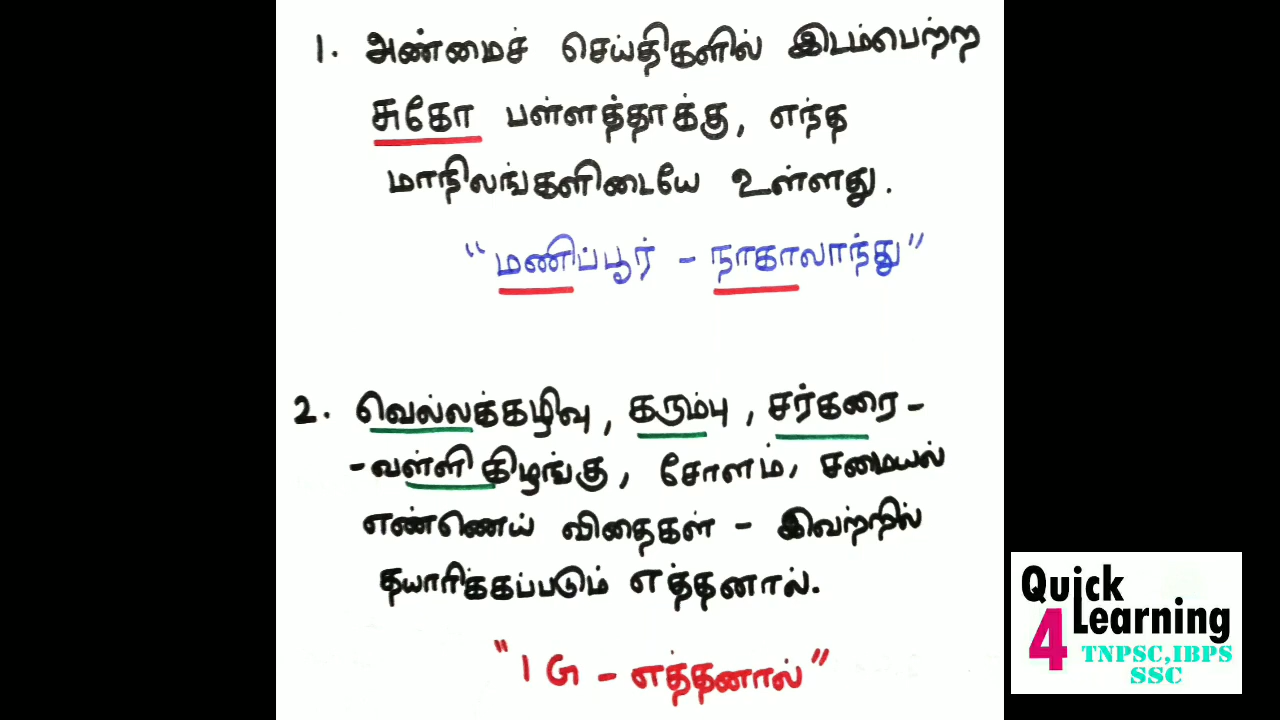 1. அண்மைச் செய்திகளில் இடம்பெற்ற
சுகோ பள்ளத்தாக்கு, எந்த
மாநிலங்களிடையே உள்ளது.
"மணிப்பூர் - நாகாலாந்து"
2. வெல்லக்கழிவு, கரும்பு, சர்கரை-
-வள்ளி கிழங்கு, சோளம், சமையல்
எண்ணெய் விதைகள் - இவற்றில்
தயாரிக்கப்படும் எத்தனால்.
"1G - எத்தனால்"
Quick
4 Learning
TNPSC,IBPS
SSC